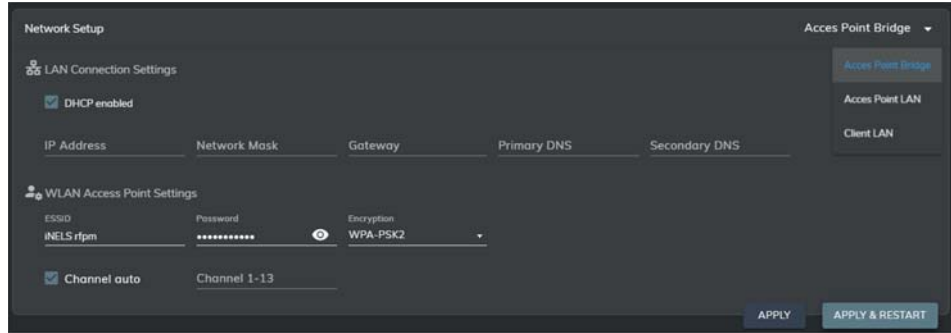 Network Setup
Acces Point Bridge
Acces Point Bridge
LAN Connection Settings
Acces Point LAN
DHCP enabled
Client LAN
IP Address Network Mask Gateway Primary DNS Secondary DNS
WLAN Access Point Settings
ESSID Password Encryption
iNELS rfpm ••••••••••• WPA-PSK2
Channel auto Channel 1-13
APPLY APPLY & RESTART